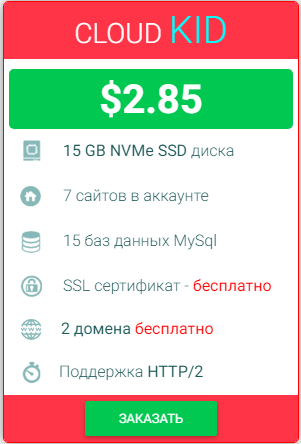 CLOUD KID
$2.85
15 GB NVMe SSD диска
7 сайтов в аккаунте
15 баз данных MySql
SSL сертификат - бесплатно
2 домена бесплатно
Поддержка HTTP/2
ЗАКАЗАТЬ